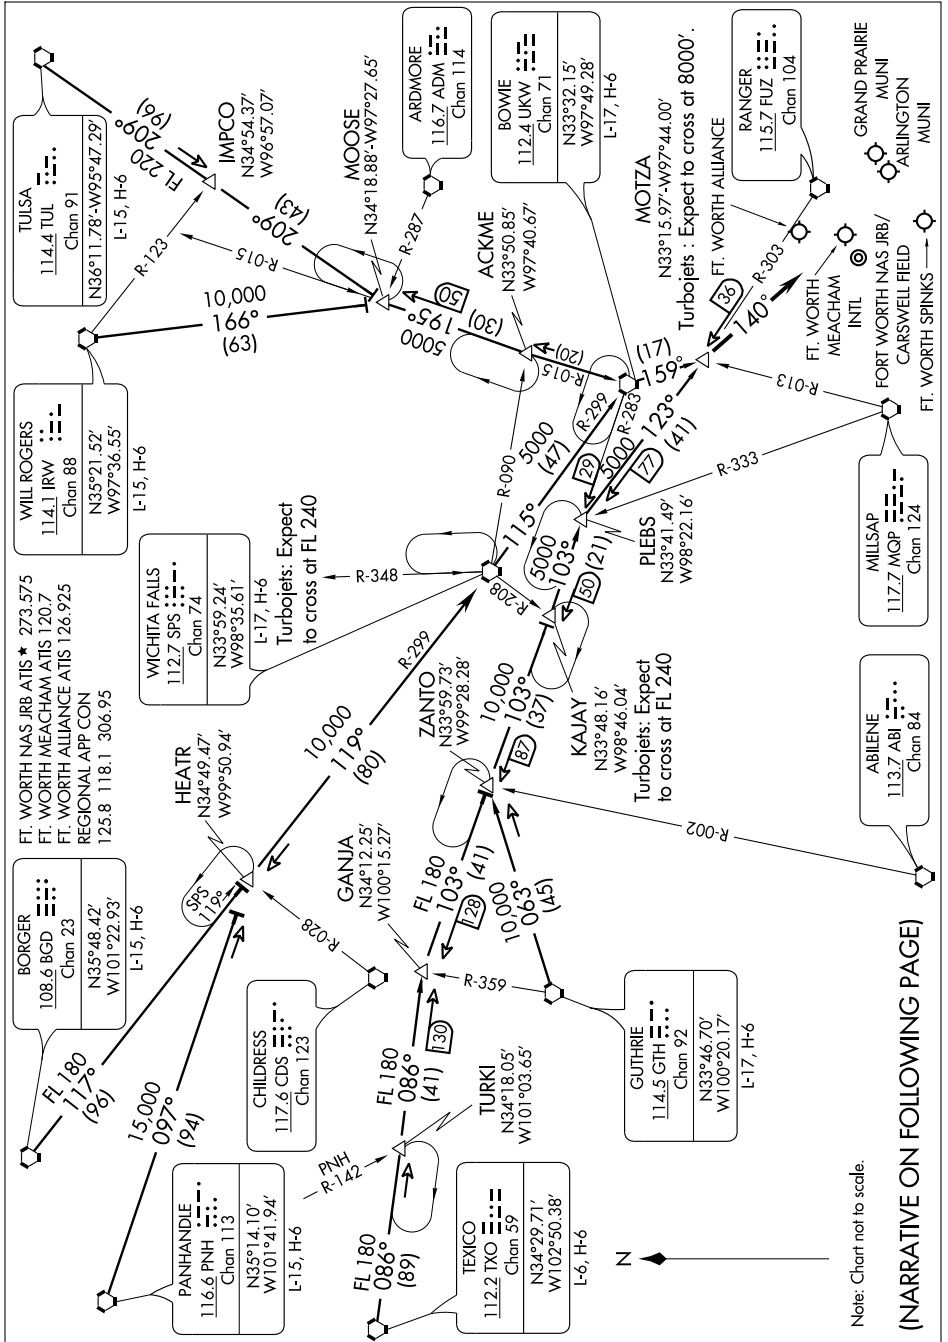 TULSA
114.4 TUL
Chan 91
N36°11.78′-W95°47.29′
L-15, H-6
FL 220
209°
(96)
IMPCO
N34°54.37′
W96°57.07′
R-123
R-015
209°
(43)
MOOSE
N34°18.88′-W97°27.65′
R-287
ARDMORE
116.7 ADM
Chan 114
WILL ROGERS
114.1 IRW
Chan 88
N35°21.52′
W97°36.55′
L-15, H-6
10,000
(63)
5000
195°
(30)
50
ACKME
N33°50.85′
W97°40.67′
(20)
R-015
BOWIE
112.4 UKW
Chan 71
N33°32.15′
W97°49.28′
L-17, H-6
(17)
159°
MOTZA
N33°15.97′-W97°44.00′
Turbojets : Expect to cross at 8000′.
FT. WORTH ALLIANCE
36
140°
R-303
RANGER
115.7 FUZ
Chan 104
GRAND PRAIRIE
MUNI
ARLINGTON
MUNI
FT. WORTH
MEACHAM
INTL
FORT WORTH NAS JRB/
CARSWELL FIELD
FT. WORTH SPINKS
R-013
R-333
MILLSAP
117.7 MQP
Chan 124
FT. WORTH NAS JRB ATIS ★ 273.575
FT. WORTH MEACHAM ATIS 120.7
FT. WORTH ALLIANCE ATIS 126.925
REGIONAL APP CON
125.8 118.1 306.95
WICHITA FALLS
112.7 SPS
Chan 74
N33°59.24′
W98°35.61′
L-17, H-6
Turbojets: Expect
to cross at FL 240
R-348
R-090
R-208
5000
115°
(47)
R-299
R-283
29
5000
123°
(41)
77
PLEBS
N33°41.49′
W98°22.16′
5000
103°
(21)
50
R-299
10,000
119°
(80)
HEATR
N34°49.47′
W99°50.94′
SPS
119°
R-028
ZANTO
N33°59.73′
W99°28.28′
10,000
103°
(37)
87
KAJAY
N33°48.16′
W98°46.04′
Turbojets: Expect
to cross at FL 240
R-002
ABILENE
113.7 ABI
Chan 84
BORGER
108.6 BGD
Chan 23
N35°48.42′
W101°22.93′
L-15, H-6
FL 180
117°
(96)
15,000
097°
(94)
PANHANDLE
116.6 PNH
Chan 113
N35°14.10′
W101°41.94′
L-15, H-6
CHILDRESS
117.6 CDS
Chan 123
GANJA
N34°12.25′
W100°15.27′
FL 180
103°
(41)
128
10,000
063°
(45)
R-359
GUTHRIE
114.5 GTH
Chan 92
N33°46.70′
W100°20.17′
L-17, H-6
FL 180
086°
(41)
130
TURKI
N34°18.05′
W101°03.65′
PNH
R-142
FL 180
086°
(89)
TEXICO
112.2 TXO
Chan 59
N34°29.71′
W102°50.38′
L-6, H-6
N
Note: Chart not to scale.
(NARRATIVE ON FOLLOWING PAGE)